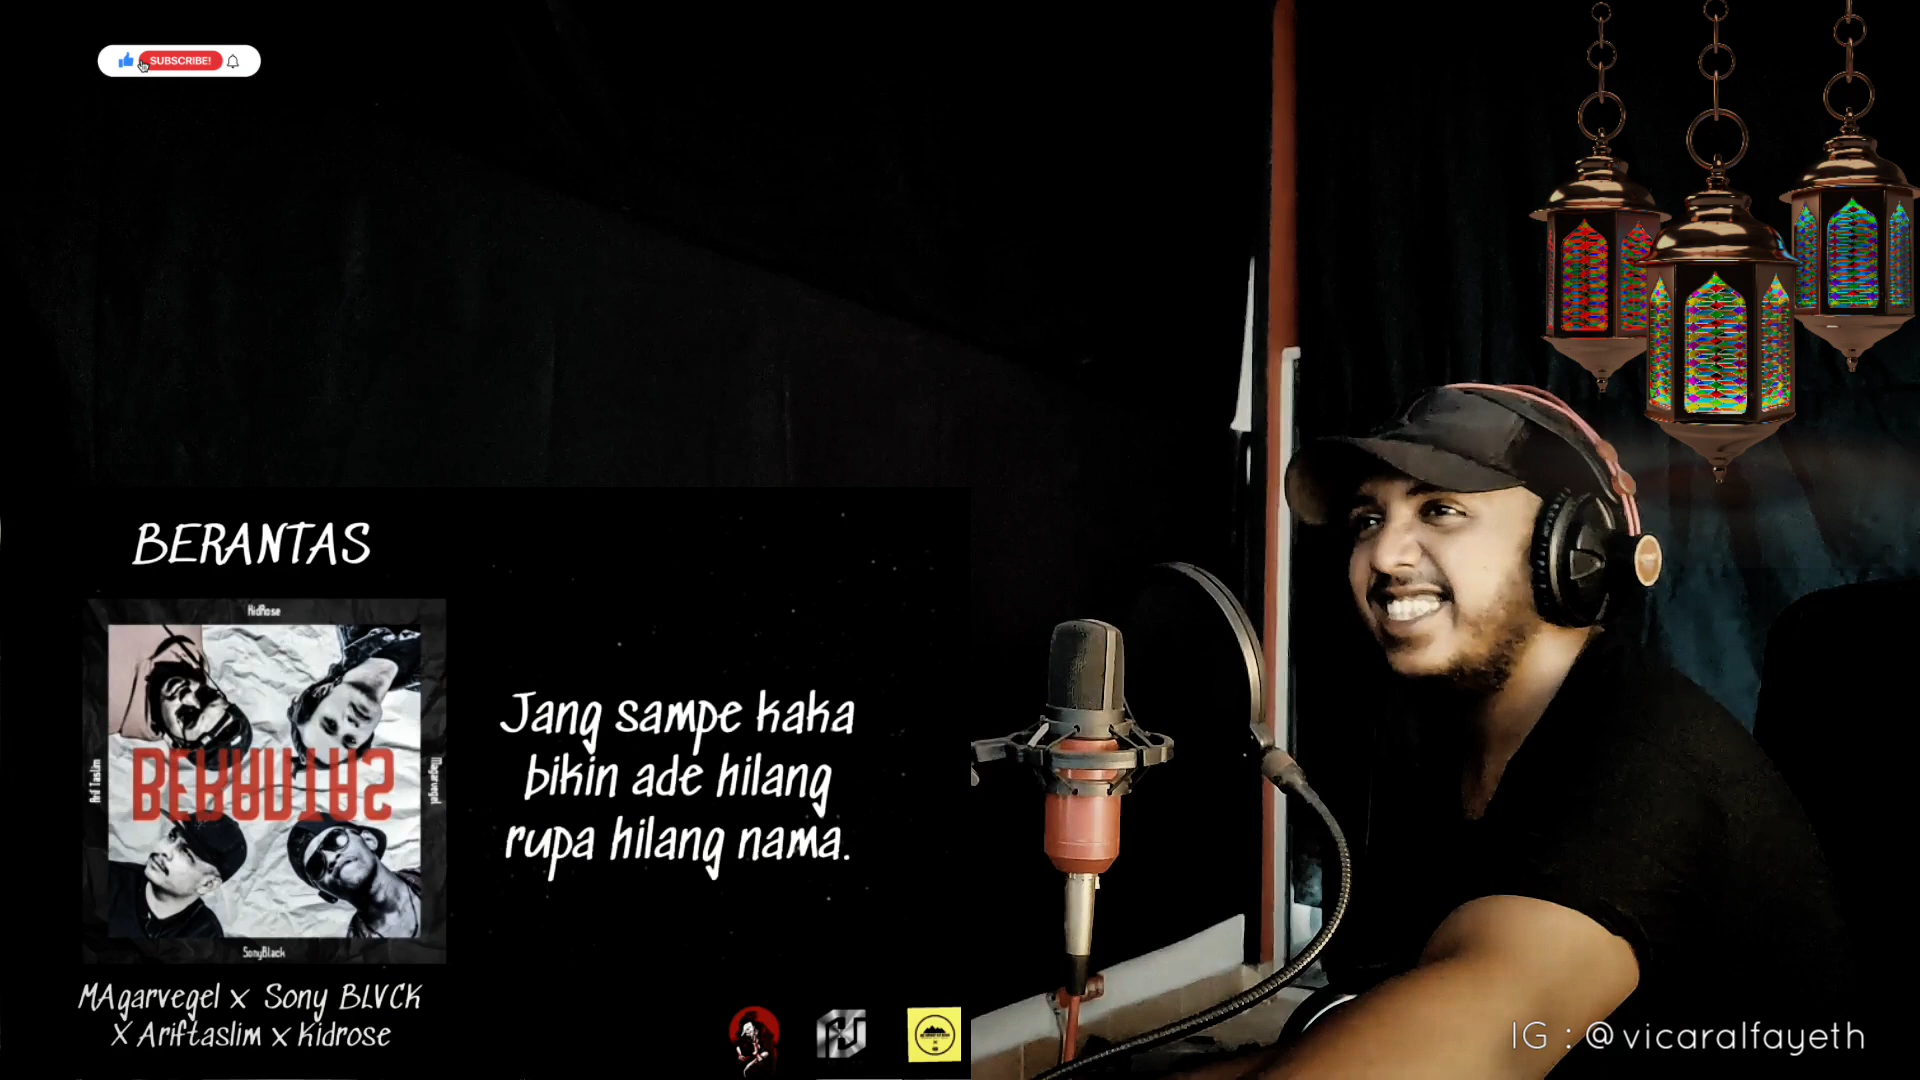 SUBSCRIBE!
BERANTAS
KidRose
Arif Taslim
BERANTAS
Magarvegel
SonyBlack
MAgarvegel x Sony BLVCK
X Ariftaslim x Kidrose
Jang sampe kaka
bikin ade hilang
rupa hilang nama.
IG : @vicaralfayeth